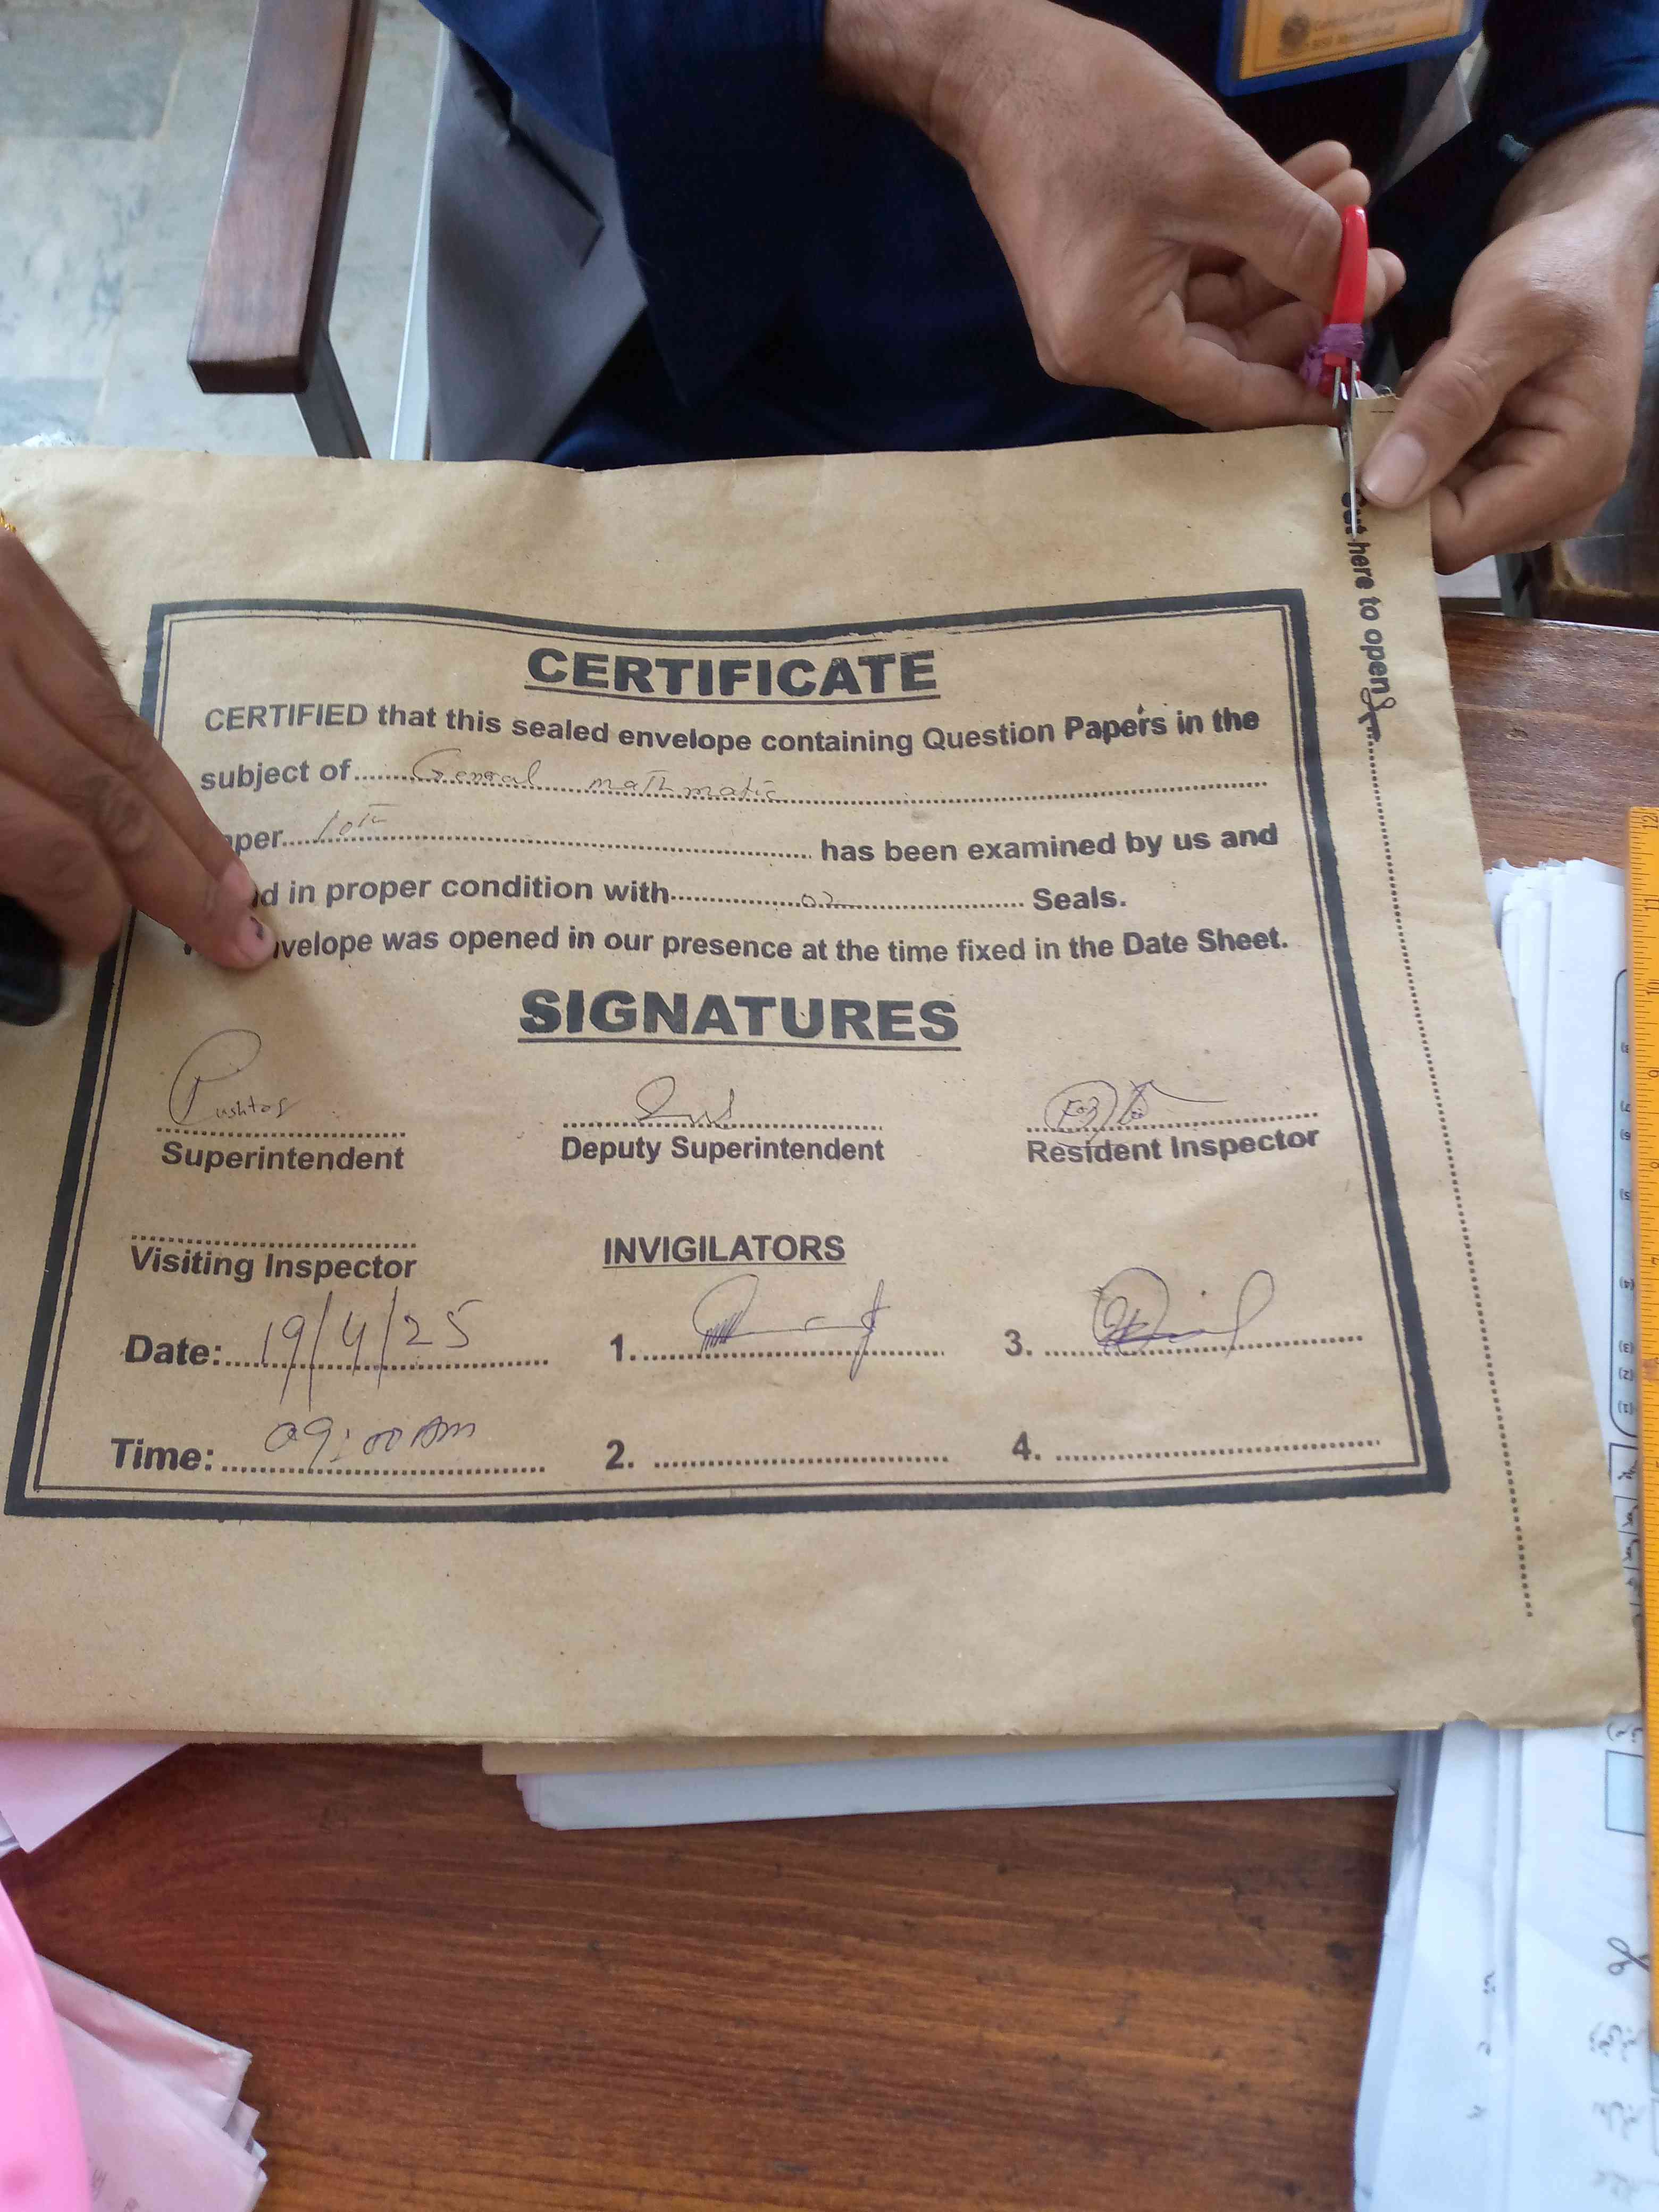 Cut here to open
CERTIFICATE
CERTIFIED that this sealed envelope containing Question Papers in the
subject of General mathmatic
aper 10th has been examined by us and
d in proper condition with 02 Seals.
nvelope was opened in our presence at the time fixed in the Date Sheet.
SIGNATURES
Superintendent Deputy Superintendent Resident Inspector
Visiting Inspector INVIGILATORS
Date: 19/4/25 1. 3.
Time: 09:00 Am 2. 4.